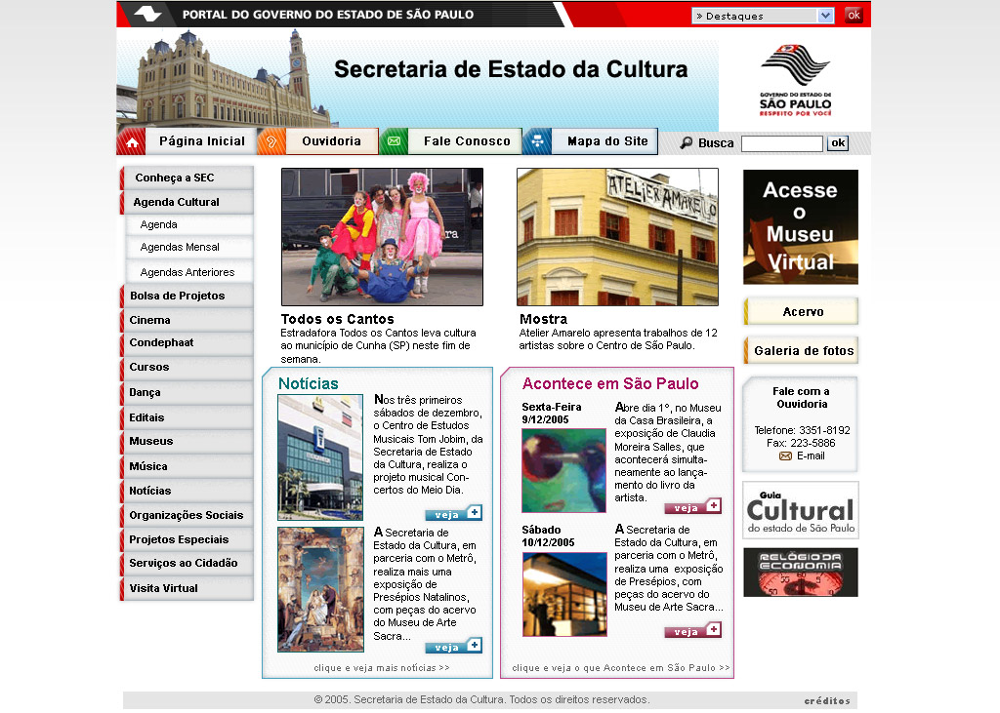 PORTAL DO GOVERNO DO ESTADO DE SÃO PAULO
» Destaques
ok
Secretaria de Estado da Cultura
GOVERNO DO ESTADO DE
SÃO PAULO
RESPEITO POR VOCÊ
Página Inicial
Ouvidoria
Fale Conosco
Mapa do Site
Busca
ok
Conheça a SEC
Agenda Cultural
Agenda
Agendas Mensal
Agendas Anteriores
Bolsa de Projetos
Cinema
Condephaat
Cursos
Dança
Editais
Museus
Música
Notícias
Organizações Sociais
Projetos Especiais
Serviços ao Cidadão
Visita Virtual
ra
Todos os Cantos
Estradafora Todos os Cantos leva cultura
ao município de Cunha (SP) neste fim de
semana.
ATELIER AMARELO
Mostra
Atelier Amarelo apresenta trabalhos de 12
artistas sobre o Centro de São Paulo.
Notícias
Nos três primeiros
sábados de dezembro,
o Centro de Estudos
Musicais Tom Jobim, da
Secretaria de Estado
da Cultura, realiza o
projeto musical Con-
certos do Meio Dia.
veja
A Secretaria de
Estado da Cultura, em
parceria com o Metrô,
realiza mais uma
exposição de
Presépios Natalinos,
com peças do acervo
do Museu de Arte
Sacra...
veja
clique e veja mais notícias >>
Acontece em São Paulo
Sexta-Feira
9/12/2005
Abre dia 1º, no Museu
da Casa Brasileira, a
exposição de Claudia
Moreira Salles, que
acontecerá simulta-
neamente ao lança-
mento do livro da
artista.
veja
Sábado
10/12/2005
A Secretaria de
Estado da Cultura, em
parceria com o Metrô,
realiza uma exposição
de Presépios, com
peças do acervo do
Museu de Arte Sacra...
veja
clique e veja o que Acontece em São Paulo >>
Acesse
o
Museu
Virtual
Acervo
Galeria de fotos
Fale com a
Ouvidoria
Telefone: 3351-8192
Fax: 223-5886
E-mail
Guia
Cultural
do estado de São Paulo
RELÓGIO DA
ECONOMIA
© 2005. Secretaria de Estado da Cultura. Todos os direitos reservados.
créditos